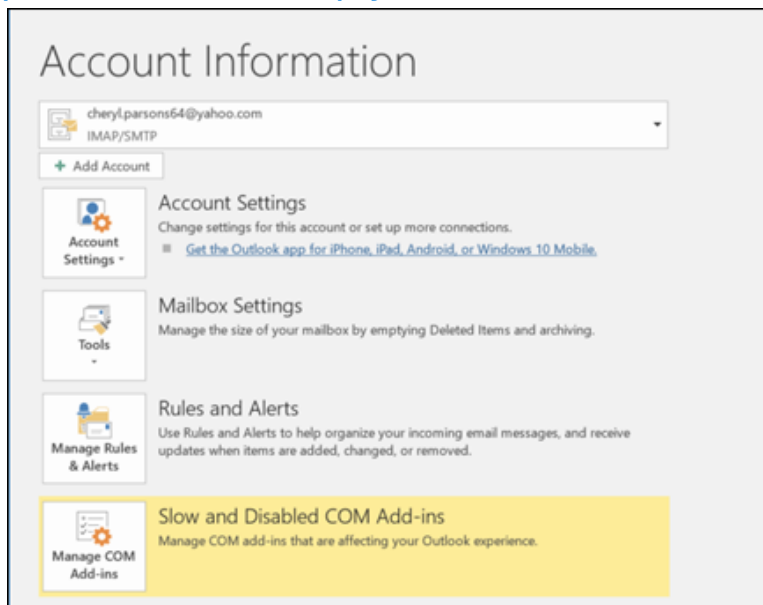 Account Information
cheryl.parsons64@yahoo.com
IMAP/SMTP
+ Add Account
Account Settings
Change settings for this account or set up more connections.
Get the Outlook app for iPhone, iPad, Android, or Windows 10 Mobile.
Account
Settings
Mailbox Settings
Manage the size of your mailbox by emptying Deleted Items and archiving.
Tools
Rules and Alerts
Use Rules and Alerts to help organize your incoming email messages, and receive
updates when items are added, changed, or removed.
Manage Rules
& Alerts
Slow and Disabled COM Add-ins
Manage COM add-ins that are affecting your Outlook experience.
Manage COM
Add-ins